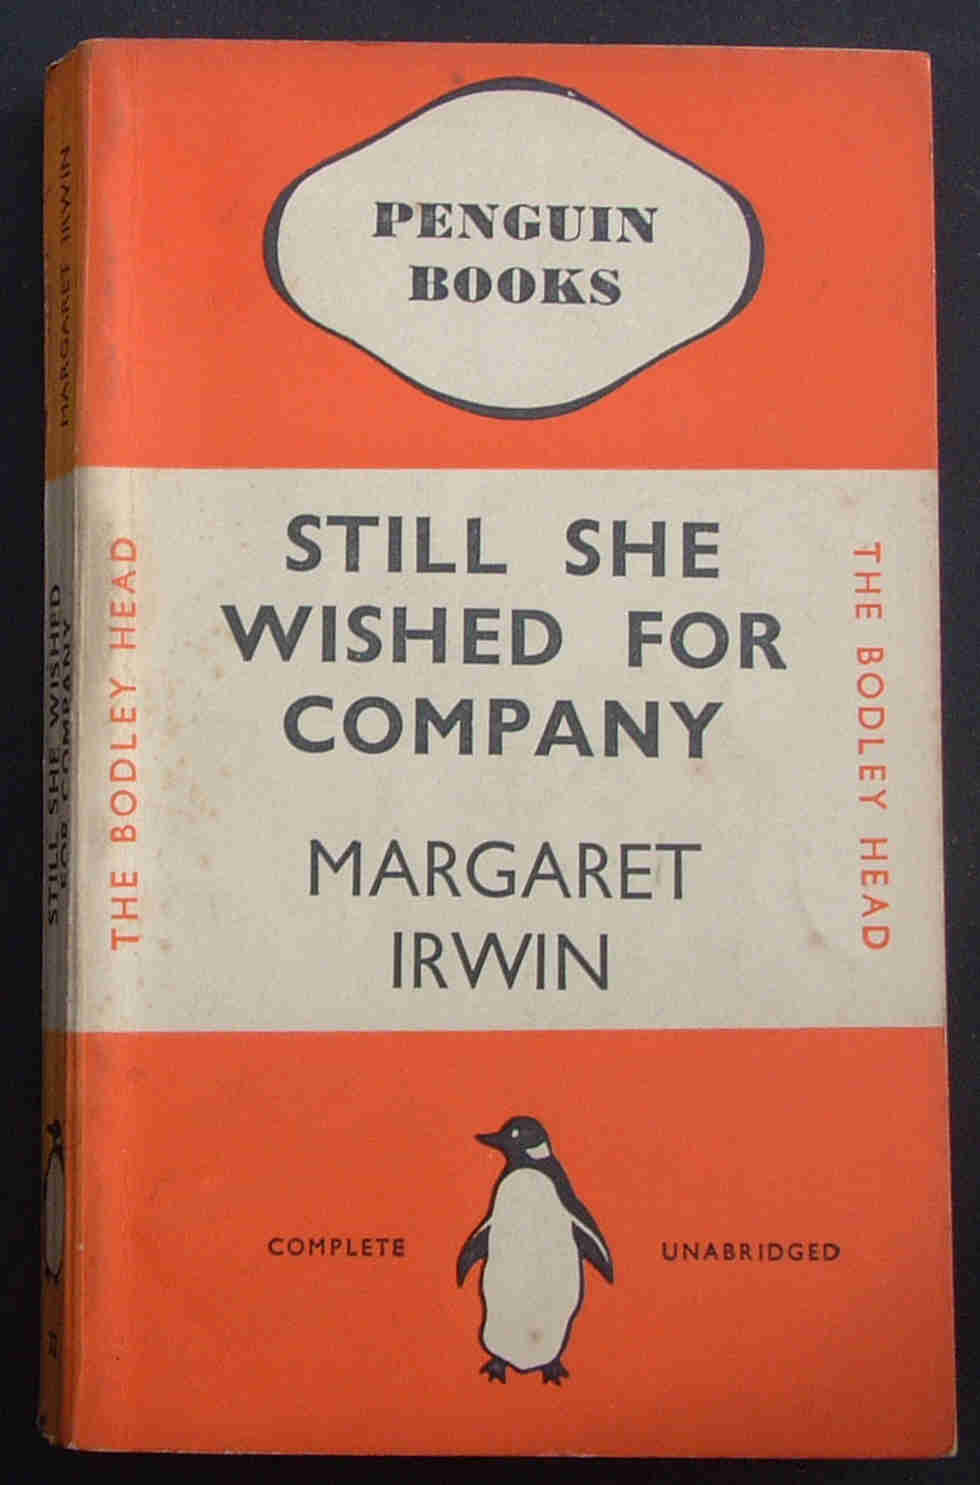 PENGUIN
BOOKS
STILL SHE
WISHED FOR
COMPANY
MARGARET
IRWIN
THE BODLEY HEAD
THE BODLEY HEAD
COMPLETE
UNABRIDGED
MARGARET IRWIN
STILL SHE WISHED
FOR COMPANY